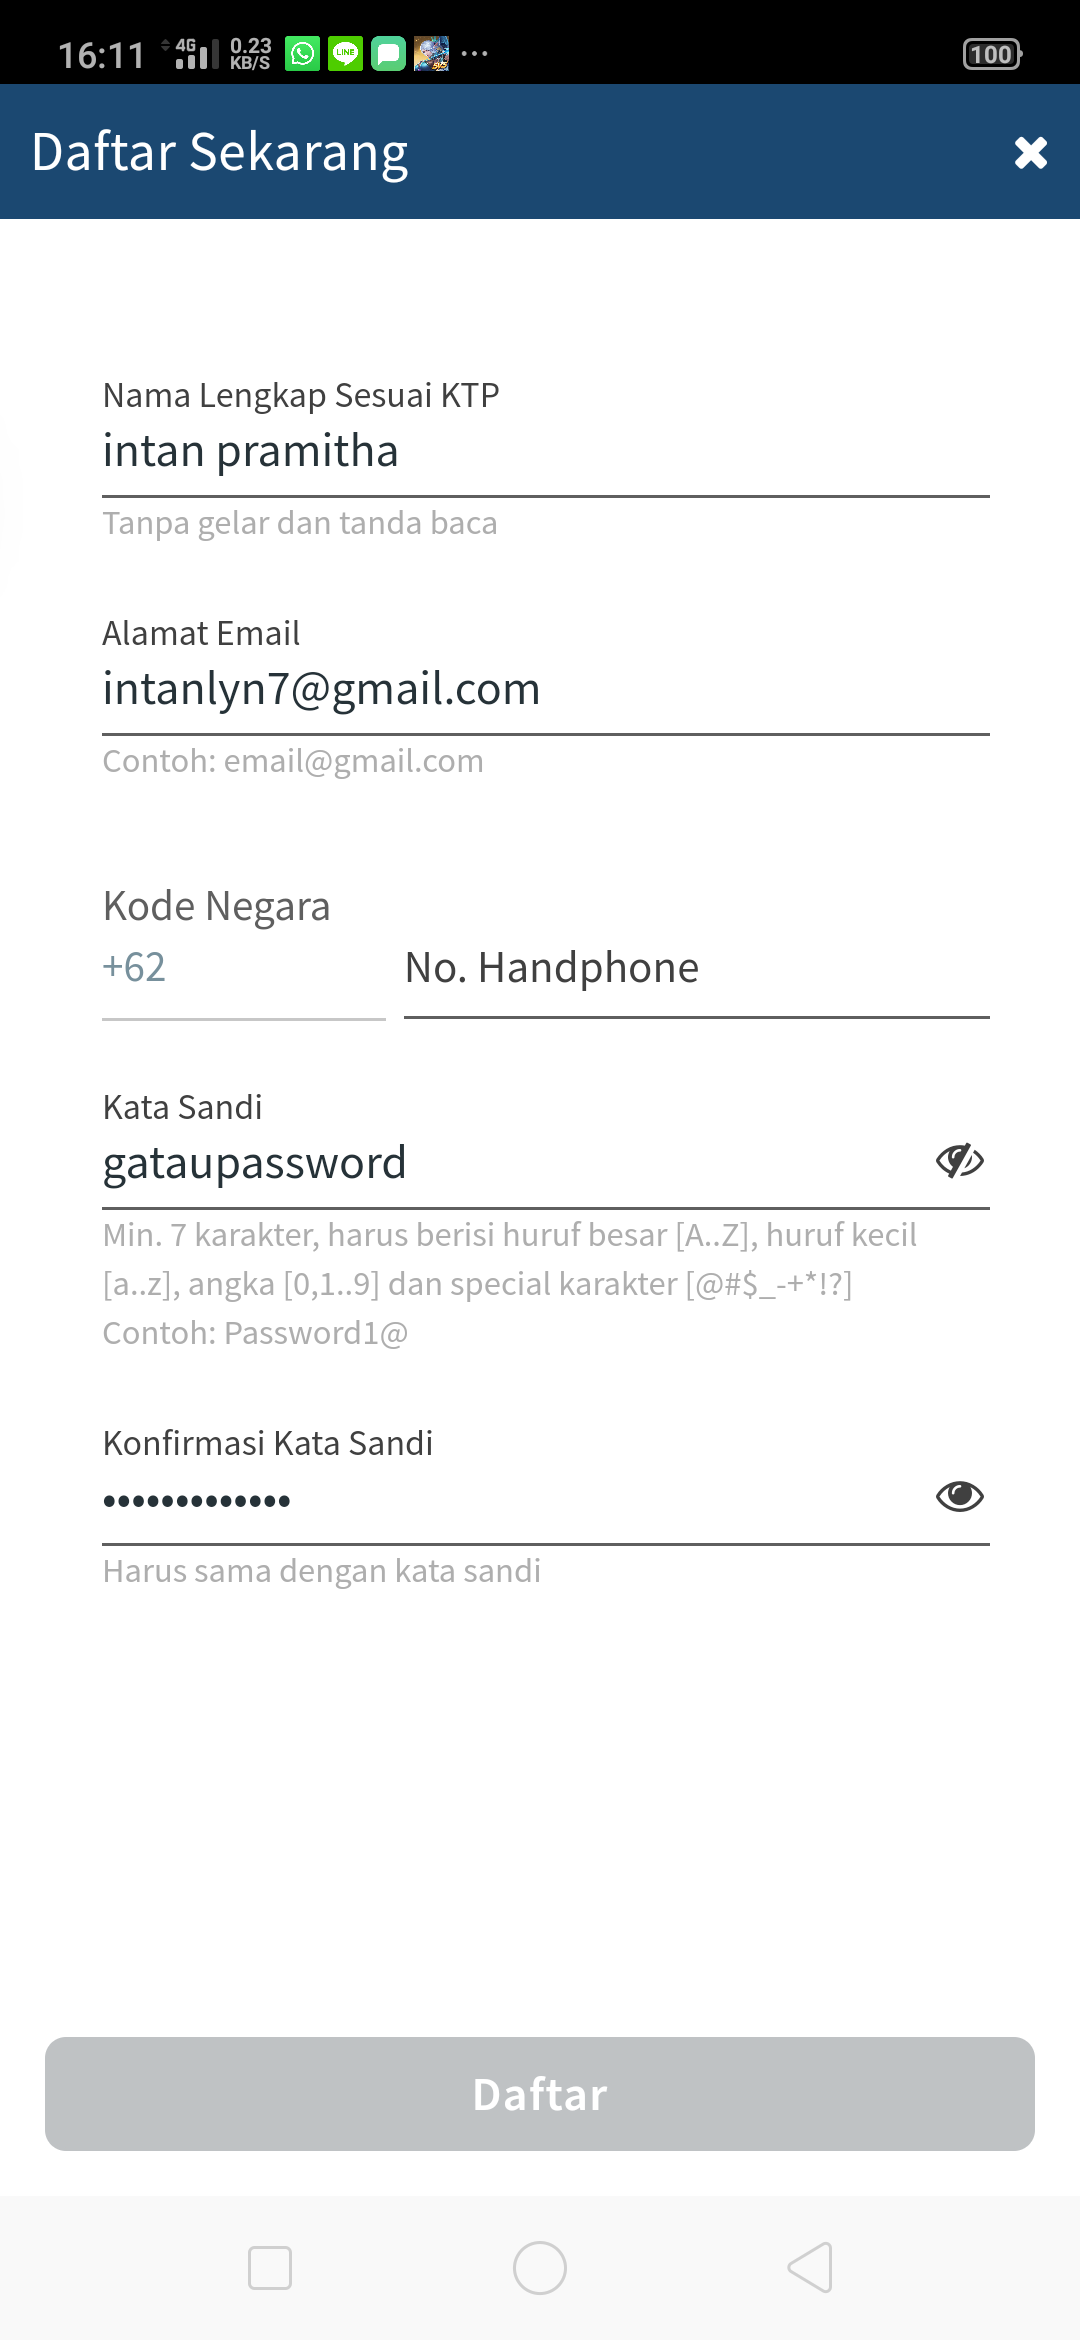 16:11 4G 0.23 KB/S LINE 5v5 ... 100
Daftar Sekarang
Nama Lengkap Sesuai KTP
intan pramitha
Tanpa gelar dan tanda baca
Alamat Email
intanlyn7@gmail.com
Contoh: email@gmail.com
Kode Negara
+62 No. Handphone
Kata Sandi
gataupassword
Min. 7 karakter, harus berisi huruf besar [A..Z], huruf kecil
[a..z], angka [0,1..9] dan special karakter [@#$_-+*!?]
Contoh: Password1@
Konfirmasi Kata Sandi
•••••••••••••
Harus sama dengan kata sandi
Daftar